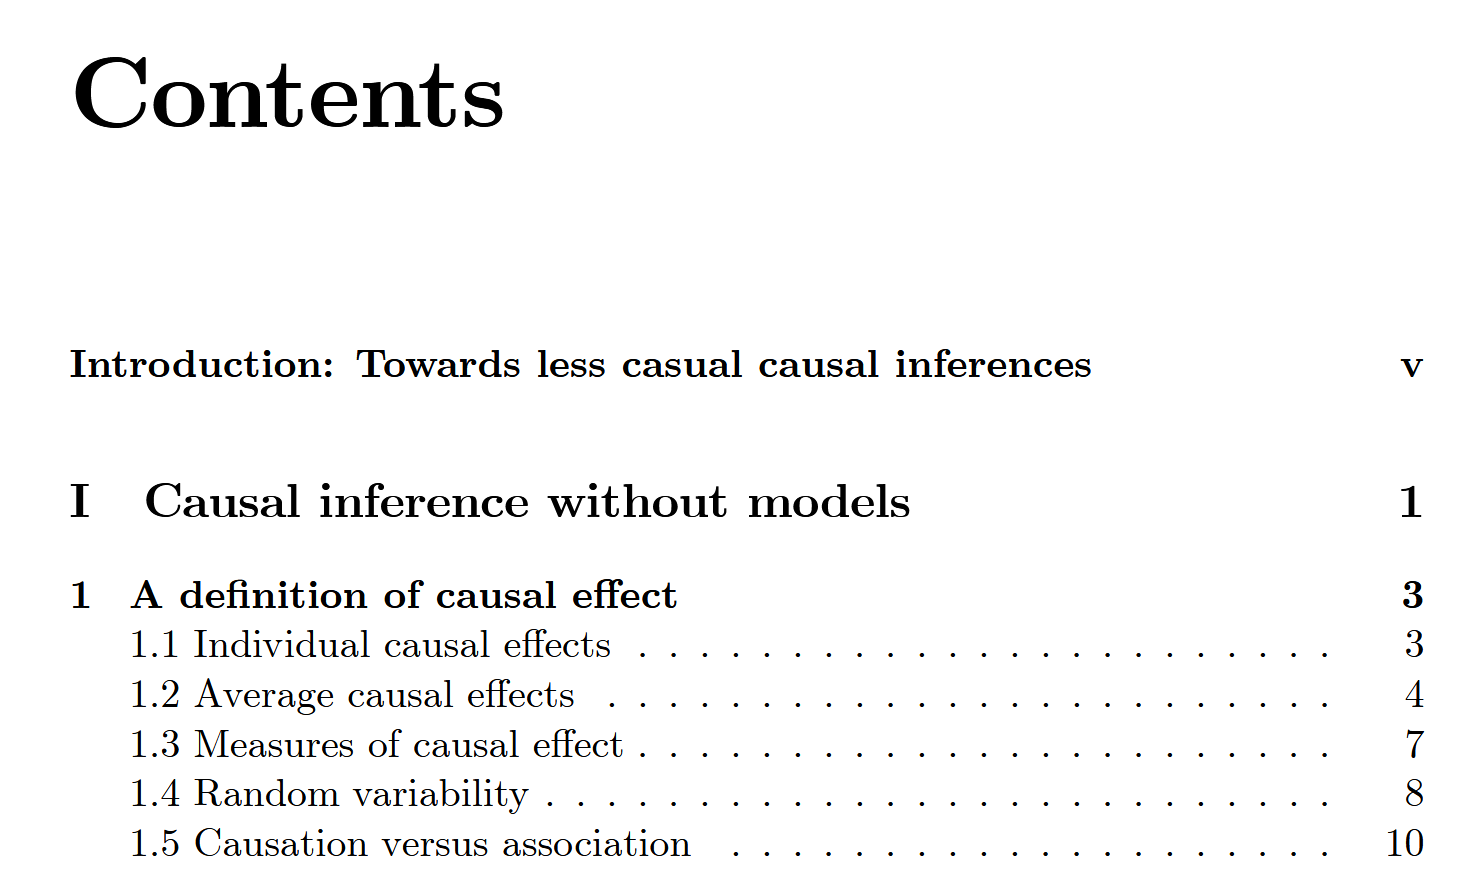 Contents
Introduction: Towards less casual causal inferences v
I Causal inference without models 1
1 A definition of causal effect 3
1.1 Individual causal effects . . . . . . . . . . . . . . . . . . . . . . . 3
1.2 Average causal effects . . . . . . . . . . . . . . . . . . . . . . . . 4
1.3 Measures of causal effect . . . . . . . . . . . . . . . . . . . . . . . 7
1.4 Random variability . . . . . . . . . . . . . . . . . . . . . . . . . . 8
1.5 Causation versus association . . . . . . . . . . . . . . . . . . . . 10